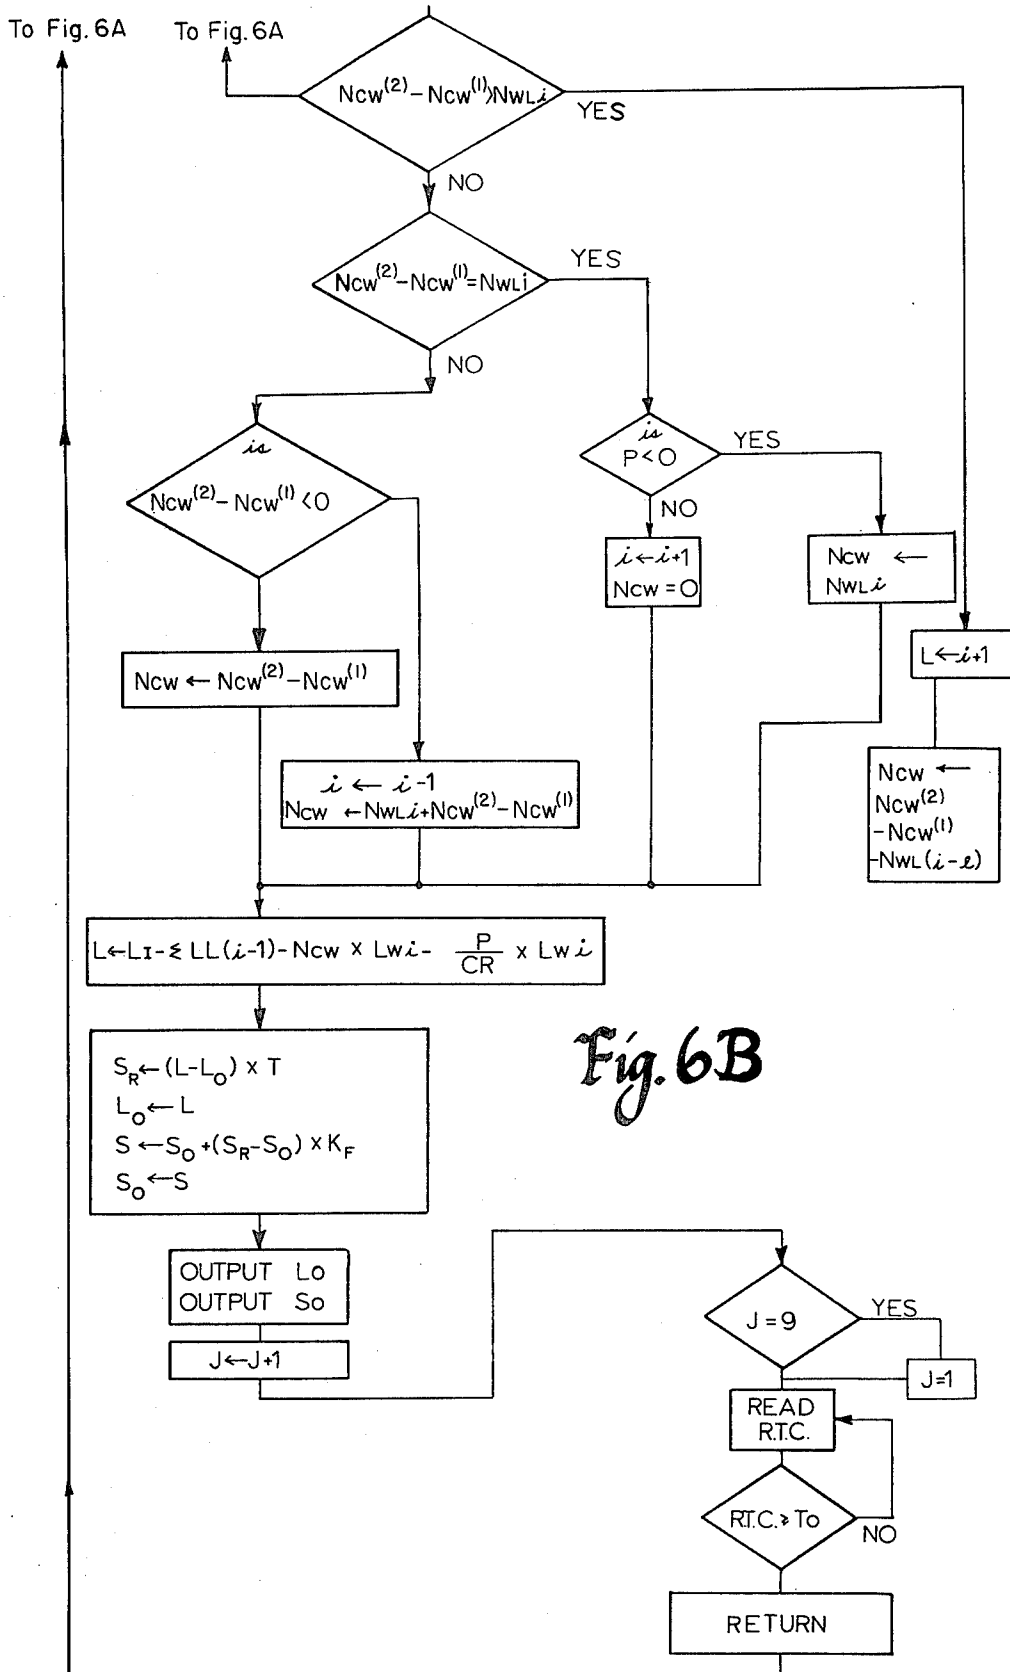 To Fig. 6A
To Fig. 6A
Ncw(2) – Ncw(1) > NWLi
YES
NO
Ncw(2) – Ncw(1) = NWLi
YES
NO
is
Ncw(2) – Ncw(1) < 0
is
P < 0
YES
NO
i ← i+1
Ncw = 0
Ncw ←
NWLi
L ← i+1
Ncw ← Ncw(2) – Ncw(1)
i ← i-1
Ncw ← NWLi + Ncw(2) – Ncw(1)
Ncw ←
Ncw(2)
-Ncw(1)
-NWL(i-e)
L ← LI - Σ LL(i-1) - Ncw x Lwi - P/CR x Lwi
Fig. 6B
SR ← (L-LO) x T
LO ← L
S ← SO + (SR-SO) x KF
SO ← S
OUTPUT Lo
OUTPUT So
J ← J+1
J = 9
YES
J=1
READ
R.T.C.
R.T.C. ≥ To
NO
RETURN